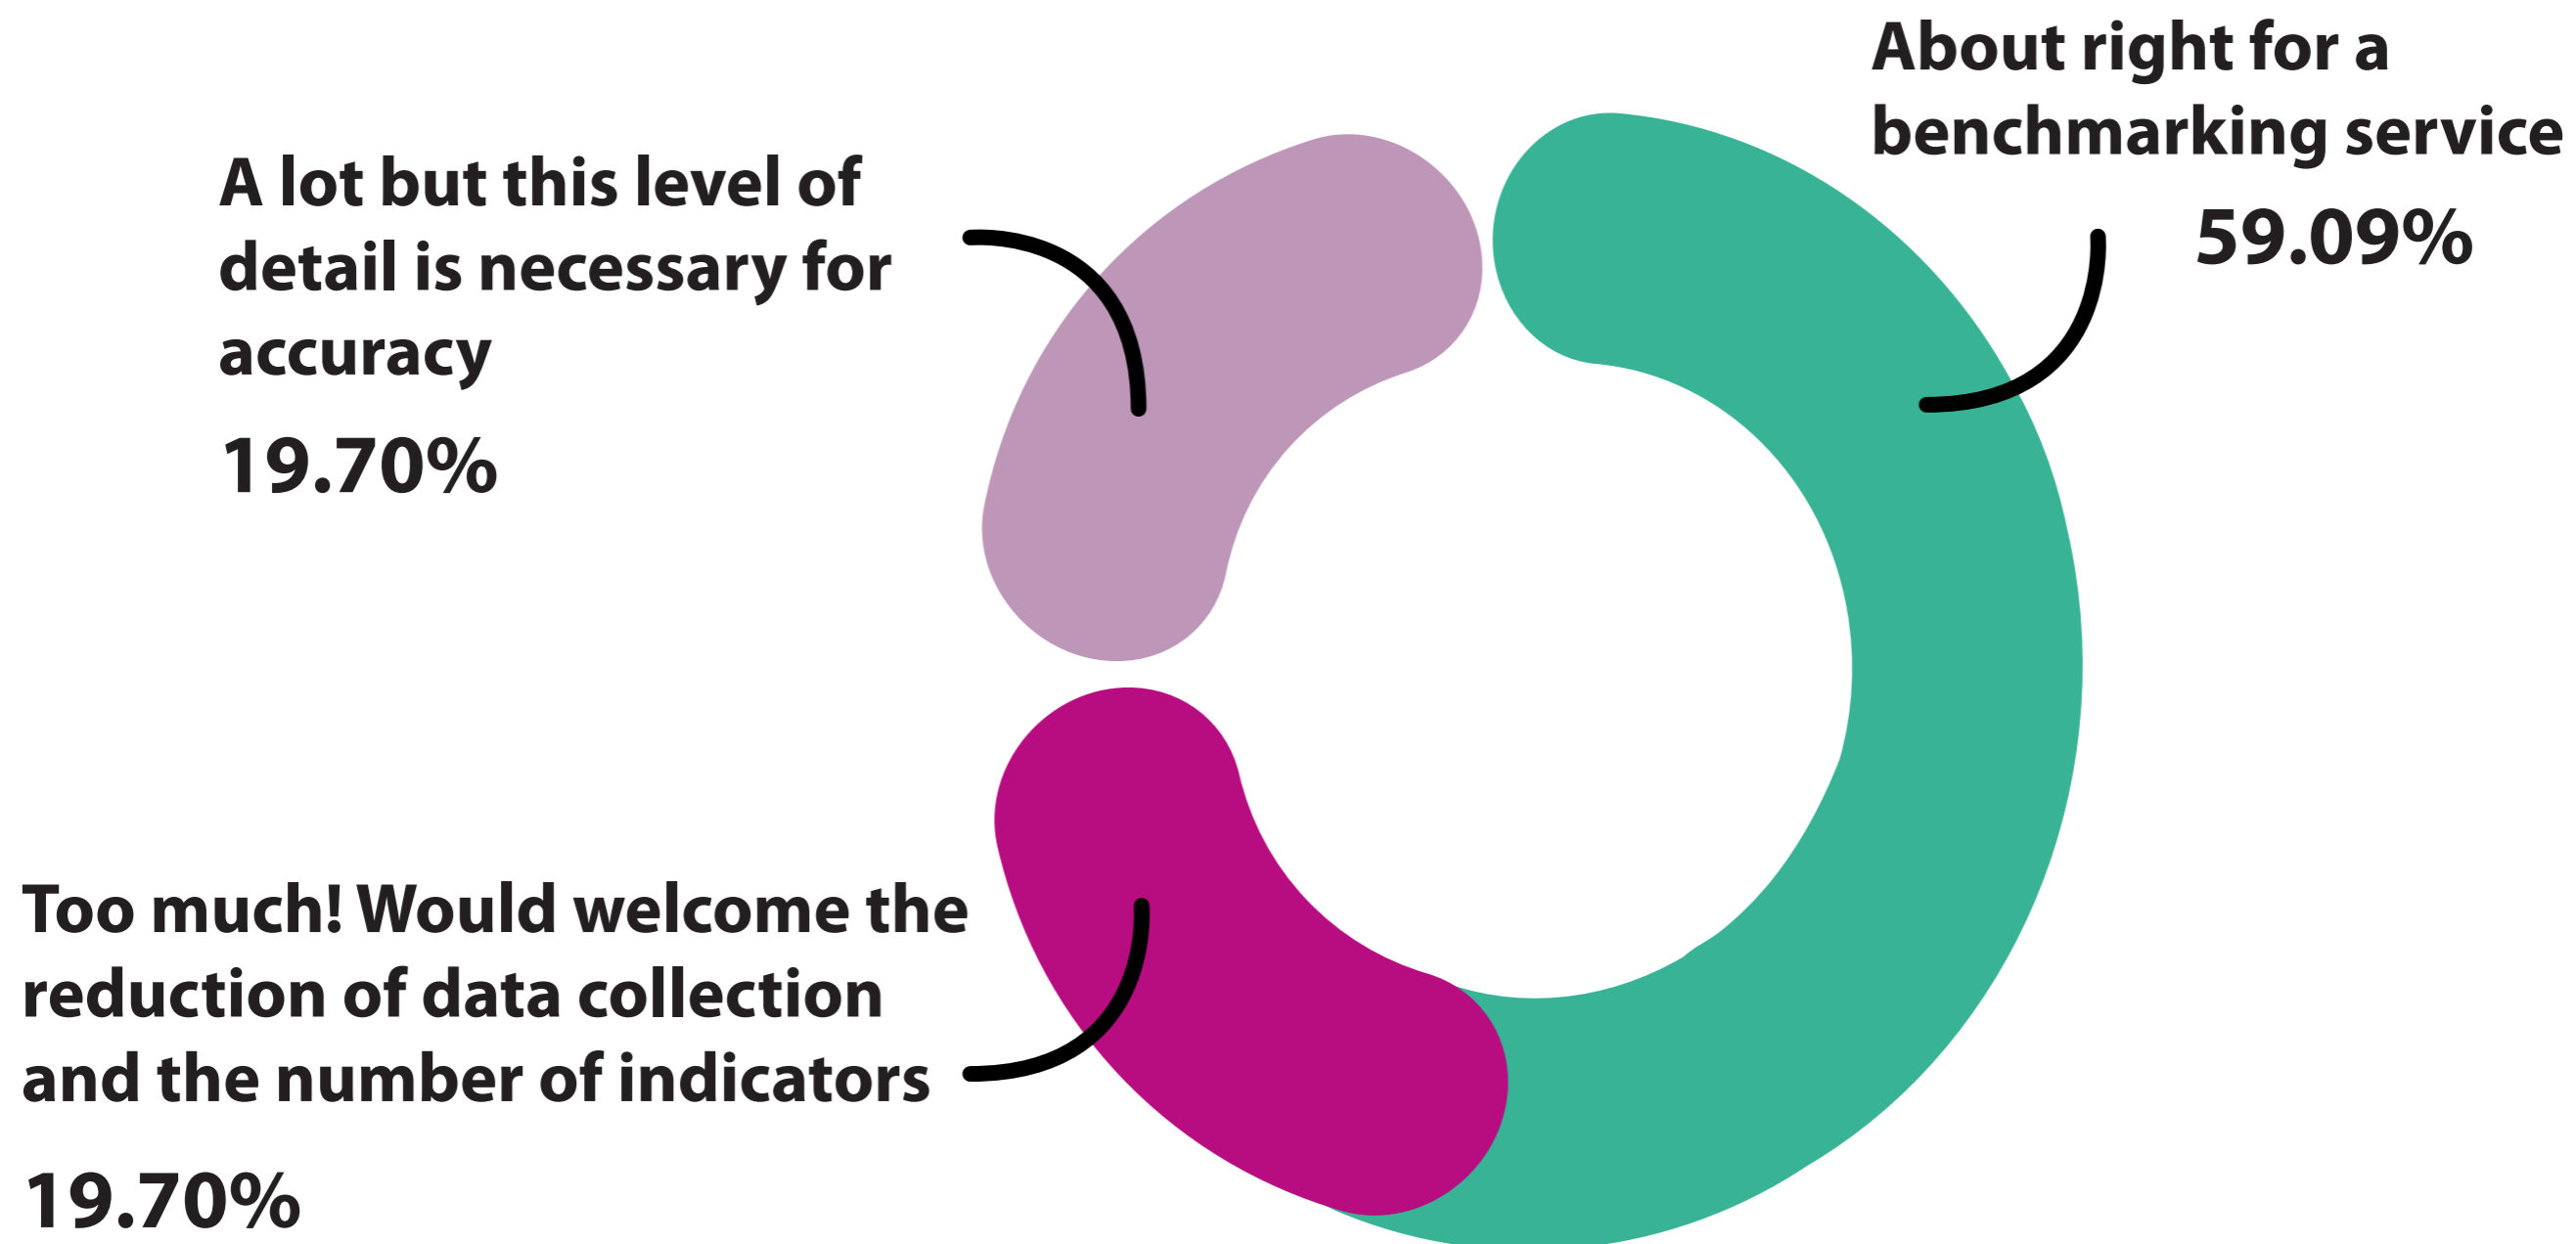 About right for a
benchmarking service
59.09%
A lot but this level of
detail is necessary for
accuracy
19.70%
Too much! Would welcome the
reduction of data collection
and the number of indicators
19.70%